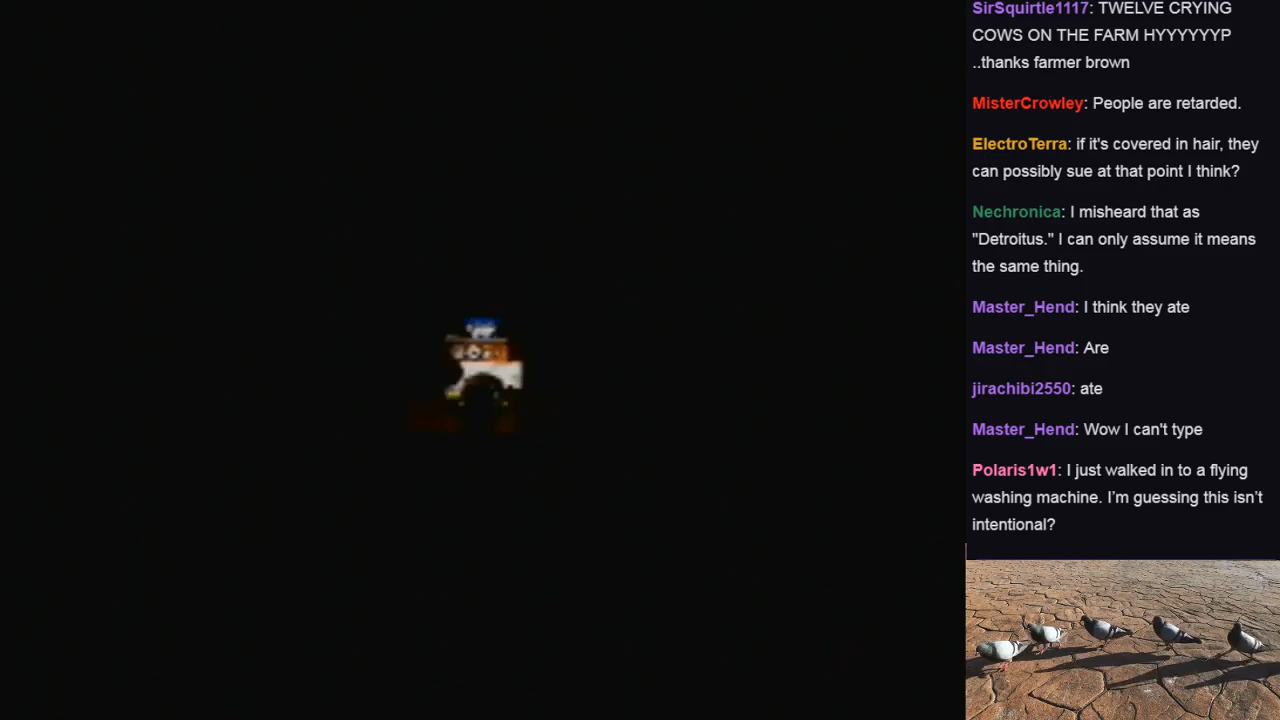 SirSquirtle1117: TWELVE CRYING
COWS ON THE FARM HYYYYYYP
..thanks farmer brown
MisterCrowley: People are retarded.
ElectroTerra: if it's covered in hair, they
can possibly sue at that point I think?
Nechronica: I misheard that as
"Detroitus." I can only assume it means
the same thing.
Master_Hend: I think they ate
Master_Hend: Are
jirachibi2550: ate
Master_Hend: Wow I can't type
Polaris1w1: I just walked in to a flying
washing machine. I’m guessing this isn’t
intentional?